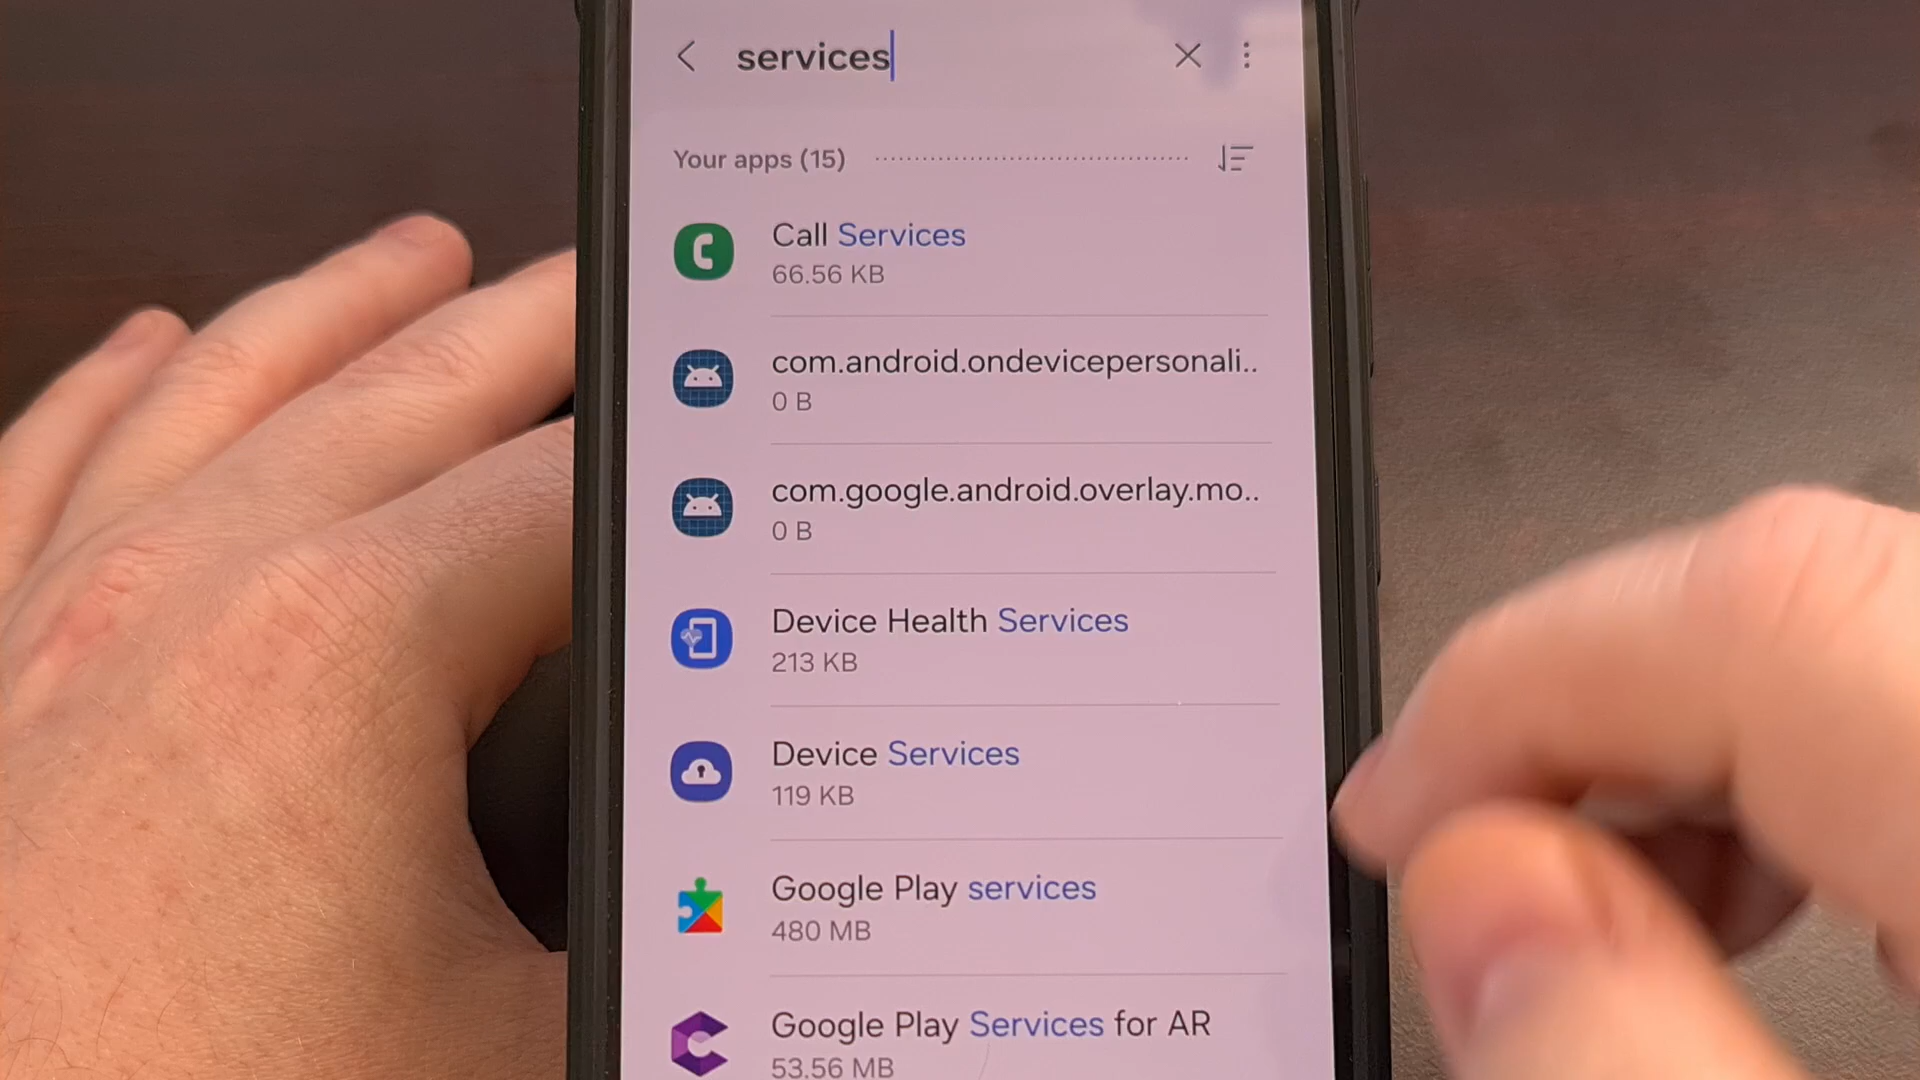 services
Your apps (15)
Call Services
66.56 KB
com.android.ondevicepersonali..
0 B
com.google.android.overlay.mo..
0 B
Device Health Services
213 KB
Device Services
119 KB
Google Play services
480 MB
Google Play Services for AR
53.56 MB